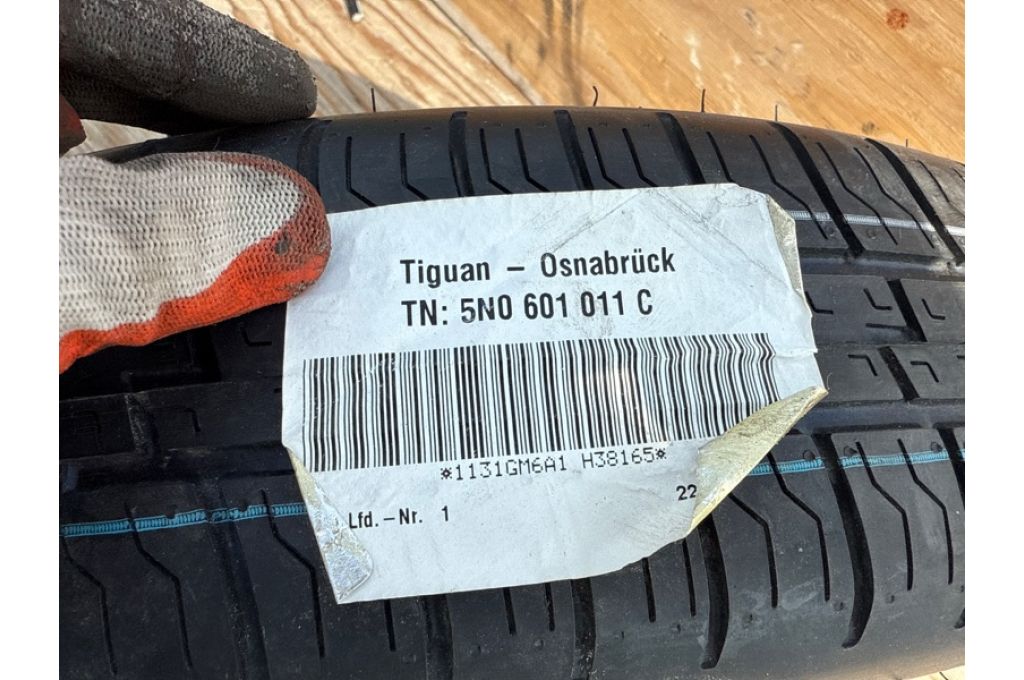 Tiguan – Osnabrück
TN: 5N0 601 011 C
*1131GM6A1 H38165*
Lfd.–Nr. 1
22